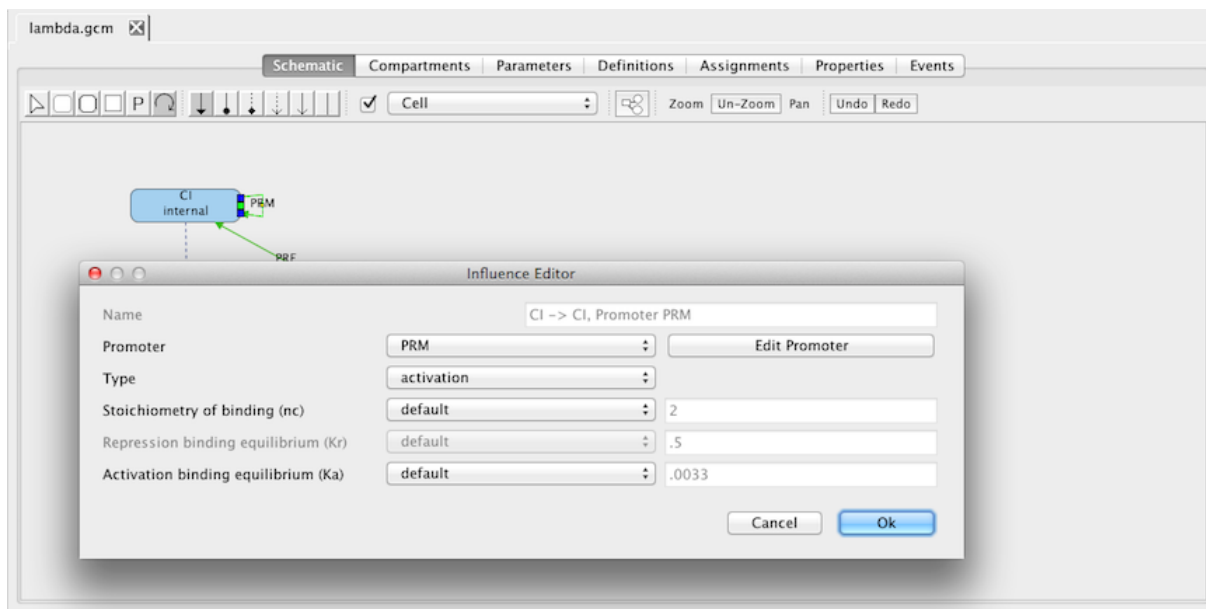 lambda.gcm
Schematic Compartments Parameters Definitions Assignments Properties Events
P Cell Zoom Un-Zoom Pan Undo Redo
CI
internal
PRM
PRE
Influence Editor
Name CI -> CI, Promoter PRM
Promoter PRM Edit Promoter
Type activation
Stoichiometry of binding (nc) default 2
Repression binding equilibrium (Kr) default .5
Activation binding equilibrium (Ka) default .0033
Cancel Ok